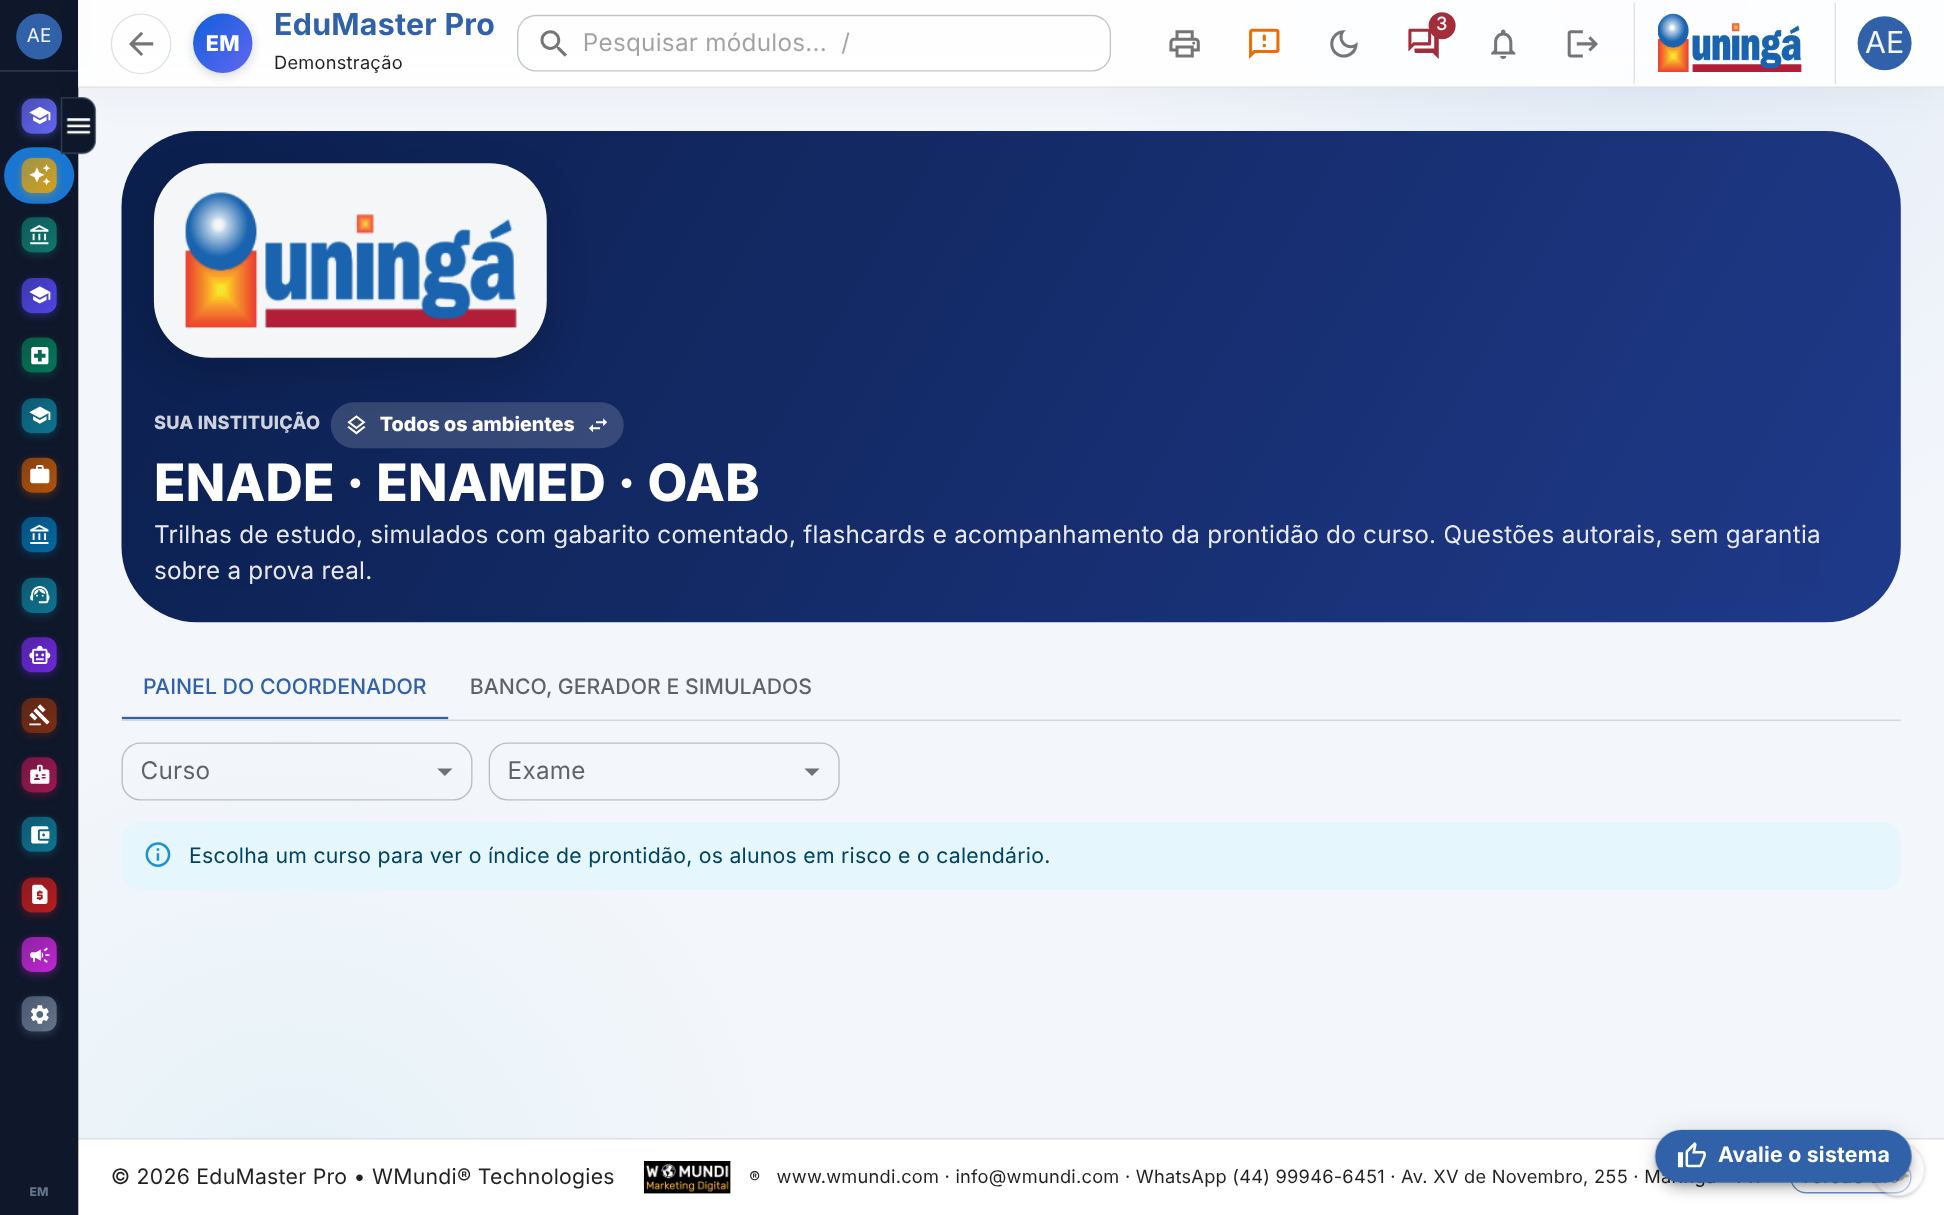 AE
EM
EduMaster Pro
Demonstração
Pesquisar módulos... /
3
uningá
AE
uningá
SUA INSTITUIÇÃO
Todos os ambientes
ENADE · ENAMED · OAB
Trilhas de estudo, simulados com gabarito comentado, flashcards e acompanhamento da prontidão do curso. Questões autorais, sem garantia
sobre a prova real.
PAINEL DO COORDENADOR
BANCO, GERADOR E SIMULADOS
Curso
Exame
Escolha um curso para ver o índice de prontidão, os alunos em risco e o calendário.
Avalie o sistema
© 2026 EduMaster Pro • WMundi® Technologies
WOMUNDI
Marketing Digital
® www.wmundi.com · info@wmundi.com · WhatsApp (44) 99946-6451 · Av. XV de Novembro, 255 ·
EM